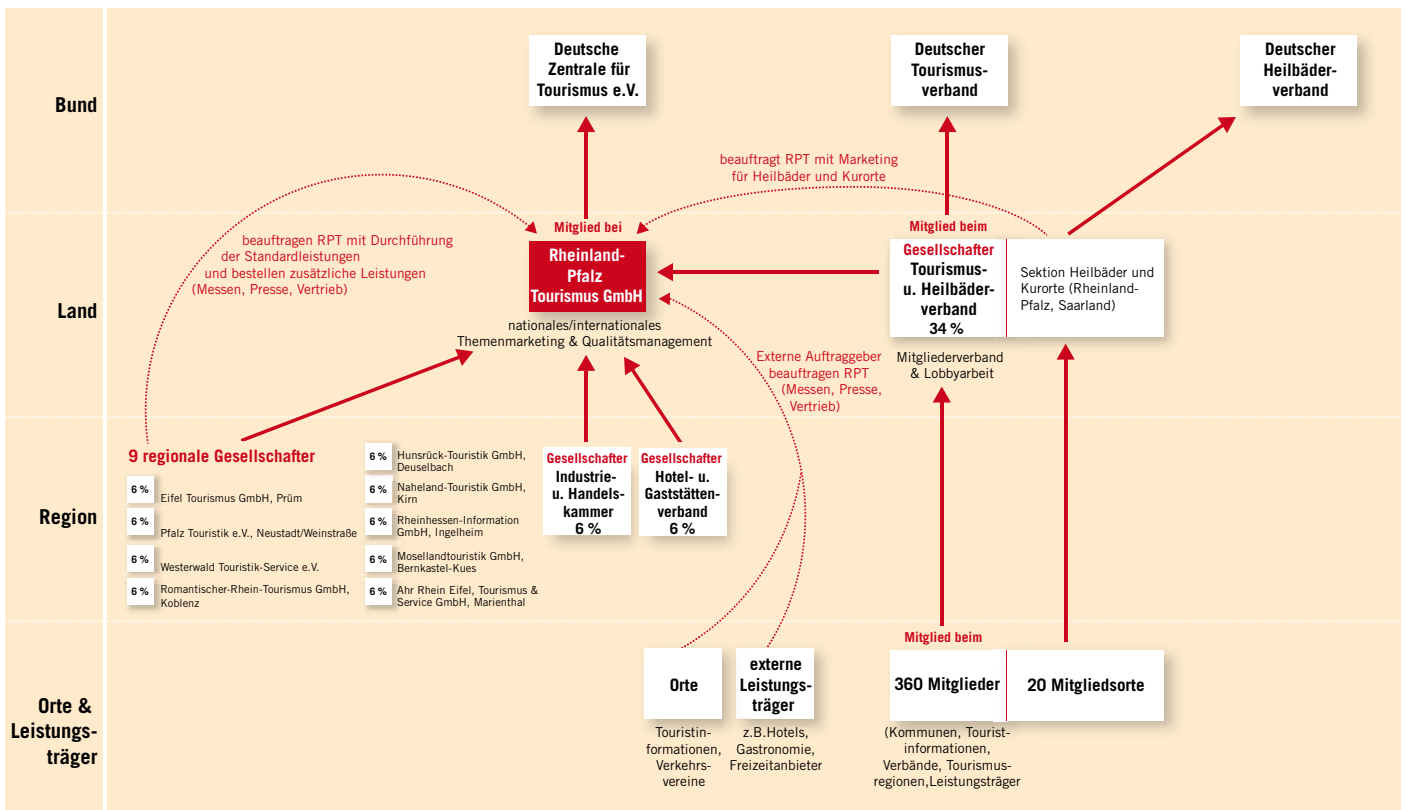 Bund
Deutsche
Zentrale für
Tourismus e.V.
Deutscher
Tourismus-
verband
Deutscher
Heilbäder-
verband
beauftragt RPT mit Marketing
für Heilbäder und Kurorte
Land
beauftragen RPT mit Durchführung
der Standardleistungen
und bestellen zusätzliche Leistungen
(Messen, Presse, Vertrieb)
Mitglied bei
Rheinland-
Pfalz
Tourismus GmbH
nationales/internationales
Themenmarketing & Qualitätsmanagement
Mitglied beim
Gesellschafter
Tourismus-
u. Heilbäder-
verband
34 %
Sektion Heilbäder und
Kurorte (Rheinland-
Pfalz, Saarland)
Mitgliederverband
& Lobbyarbeit
Externe Auftraggeber
beauftragen RPT
(Messen, Presse,
Vertrieb)
Region
9 regionale Gesellschafter
6 %
Eifel Tourismus GmbH, Prüm
6 %
Pfalz Touristik e.V., Neustadt/Weinstraße
6 %
Westerwald Touristik-Service e.V.
6 %
Romantischer-Rhein-Tourismus GmbH,
Koblenz
6 %
Hunsrück-Touristik GmbH,
Deuselbach
6 %
Naheland-Touristik GmbH,
Kirn
6 %
Rheinhessen-Information
GmbH, Ingelheim
6 %
Mosellandtouristik GmbH,
Bernkastel-Kues
6 %
Ahr Rhein Eifel, Tourismus &
Service GmbH, Marienthal
Gesellschafter
Industrie-
u. Handels-
kammer
6 %
Gesellschafter
Hotel- u.
Gaststätten-
verband
6 %
Orte &
Leistungs-
träger
Orte
Touristin-
formationen,
Verkehrs-
vereine
externe
Leistungs-
träger
z.B.Hotels,
Gastronomie,
Freizeitanbieter
Mitglied beim
360 Mitglieder
20 Mitgliedsorte
(Kommunen, Tourist-
informationen,
Verbände, Tourismus-
regionen,Leistungsträger